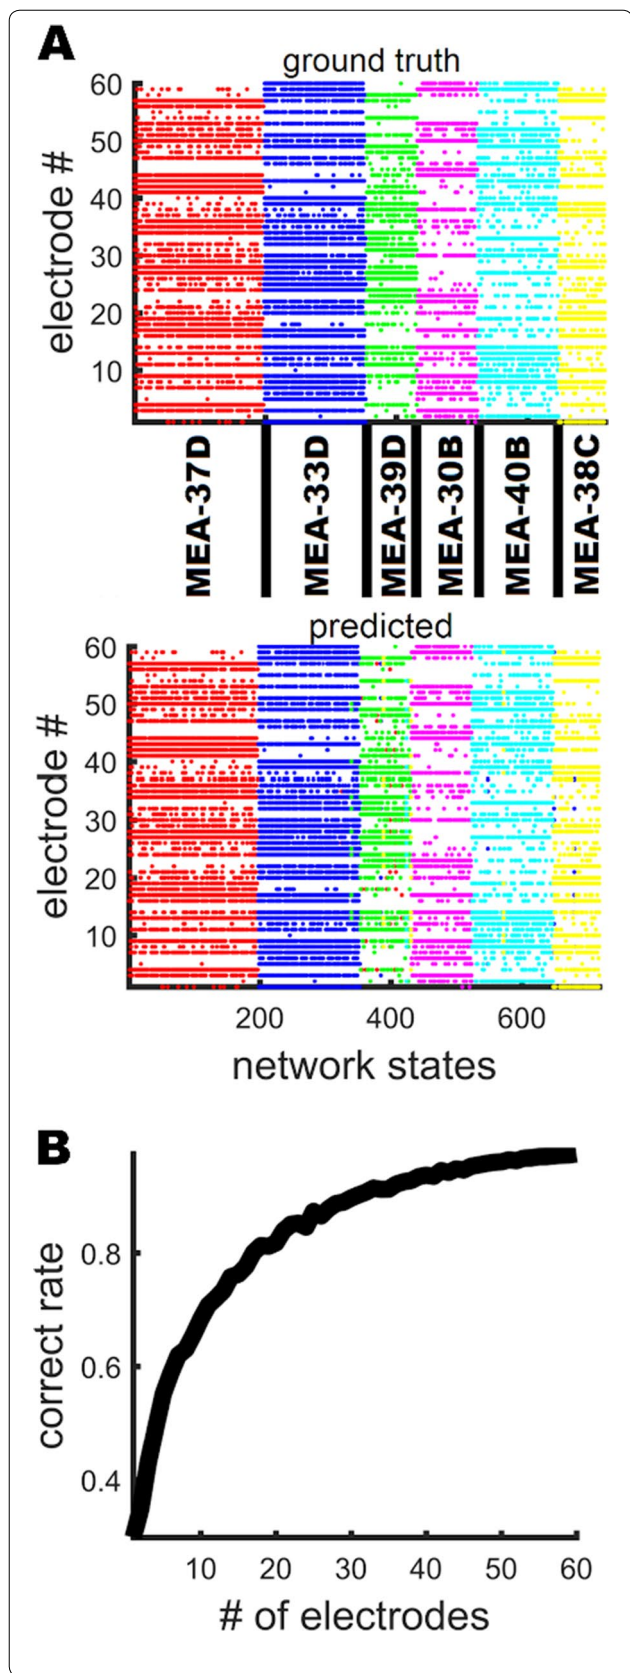 A
ground truth
60
50
40
30
20
10
electrode #
MEA-37D
MEA-33D
MEA-39D
MEA-30B
MEA-40B
MEA-38C
predicted
60
50
40
30
20
10
electrode #
200 400 600
network states
B
0.8
0.6
0.4
correct rate
10 20 30 40 50 60
# of electrodes